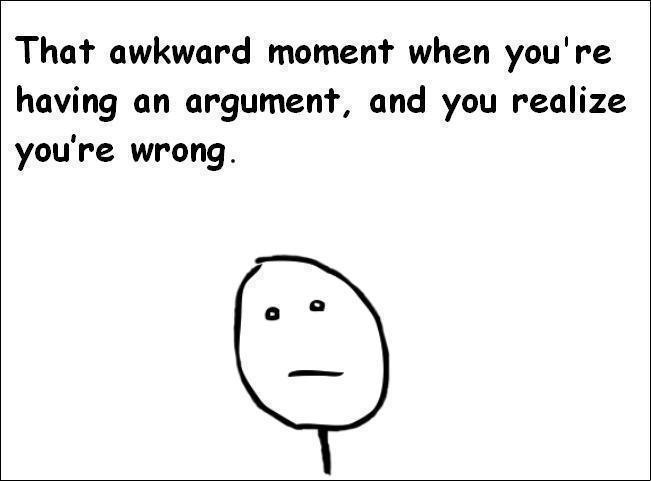 That awkward moment when you're
having an argument, and you realize
you're wrong.